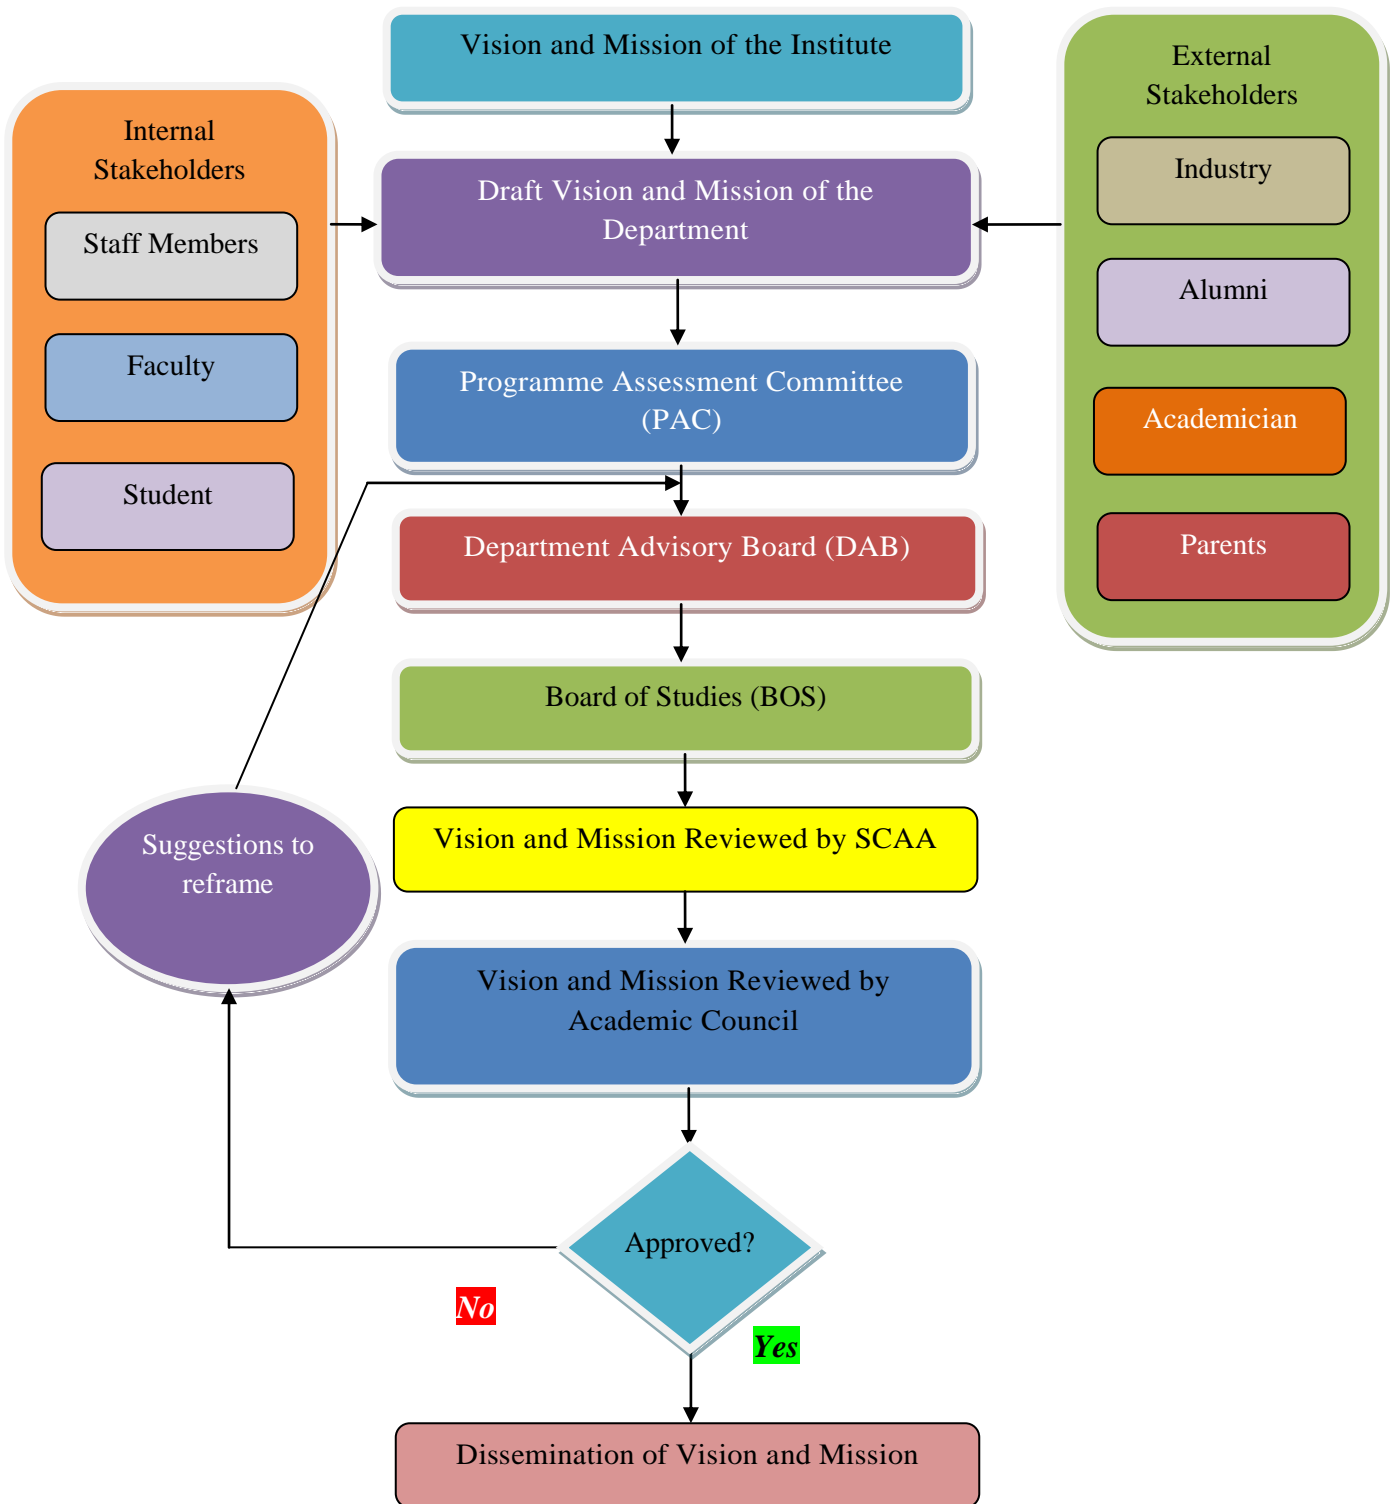 Vision and Mission of the Institute
Internal
Stakeholders
Staff Members
Faculty
Student
External
Stakeholders
Industry
Alumni
Academician
Parents
Draft Vision and Mission of the
Department
Programme Assessment Committee
(PAC)
Department Advisory Board (DAB)
Board of Studies (BOS)
Vision and Mission Reviewed by SCAA
Suggestions to
reframe
Vision and Mission Reviewed by
Academic Council
Approved?
No
Yes
Dissemination of Vision and Mission